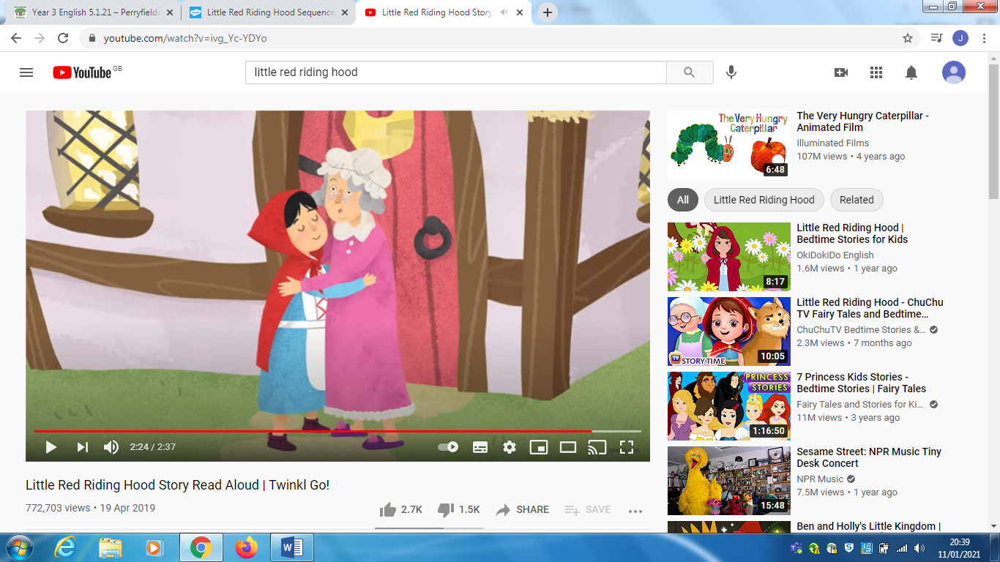 Year 3 English 5.1.21 – Perryfields
Little Red Riding Hood Sequence
Little Red Riding Hood Story
youtube.com/watch?v=ivg_Yc-YDYo
J
YouTube GB
little red riding hood
2:24 / 2:37
Little Red Riding Hood Story Read Aloud | Twinkl Go!
772,703 views • 19 Apr 2019
2.7K
1.5K
SHARE
SAVE
The Very Hungry
Caterpillar
6:48
The Very Hungry Caterpillar -
Animated Film
Illuminated Films
107M views • 4 years ago
All
Little Red Riding Hood
Related
8:17
Little Red Riding Hood |
Bedtime Stories for Kids
OkiDokiDo English
1.6M views • 1 year ago
TV STORY TIME
10:05
Little Red Riding Hood - ChuChu
TV Fairy Tales and Bedtime...
ChuChuTV Bedtime Stories &...
2.3M views • 7 months ago
PRINCESS
STORIES
1:16:50
7 Princess Kids Stories -
Bedtime Stories | Fairy Tales
Fairy Tales and Stories for Ki...
11M views • 3 years ago
15:48
Sesame Street: NPR Music Tiny
Desk Concert
NPR Music
7.5M views • 1 year ago
Ben and Holly's Little Kingdom |
20:39
11/01/2021